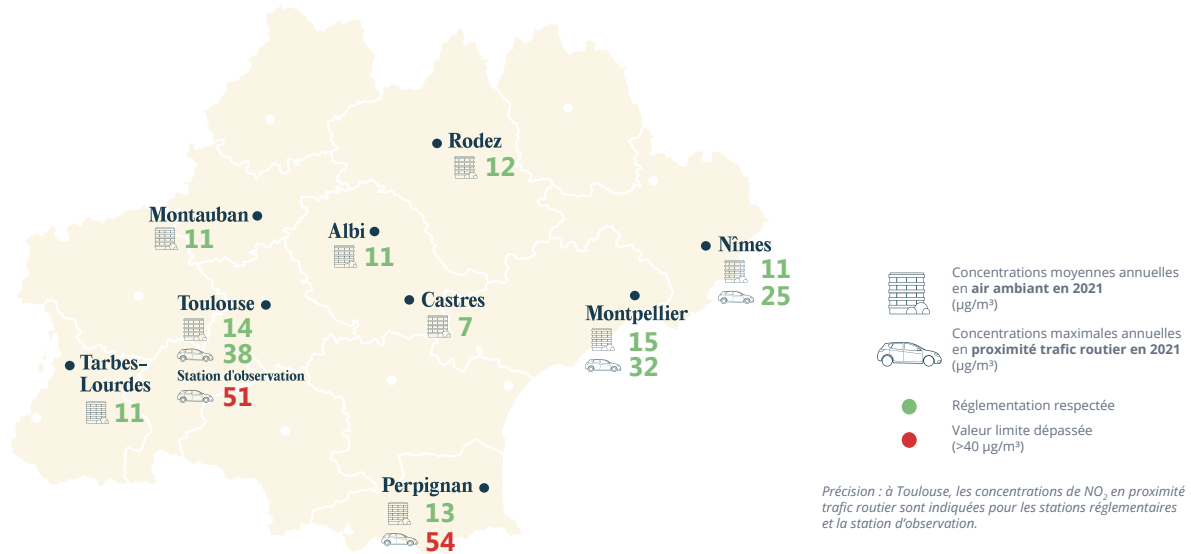 Rodez
12
Montauban
11
Albi
11
Nîmes
11
25
Toulouse
14
38
Station d'observation
51
Castres
7
Montpellier
15
32
Tarbes-
Lourdes
11
Perpignan
13
54
Concentrations moyennes annuelles
en air ambiant en 2021
(µg/m³)
Concentrations maximales annuelles
en proximité trafic routier en 2021
(µg/m³)
Réglementation respectée
Valeur limite dépassée
(>40 µg/m³)
Précision : à Toulouse, les concentrations de NO₂ en proximité
trafic routier sont indiquées pour les stations réglementaires
et la station d’observation.